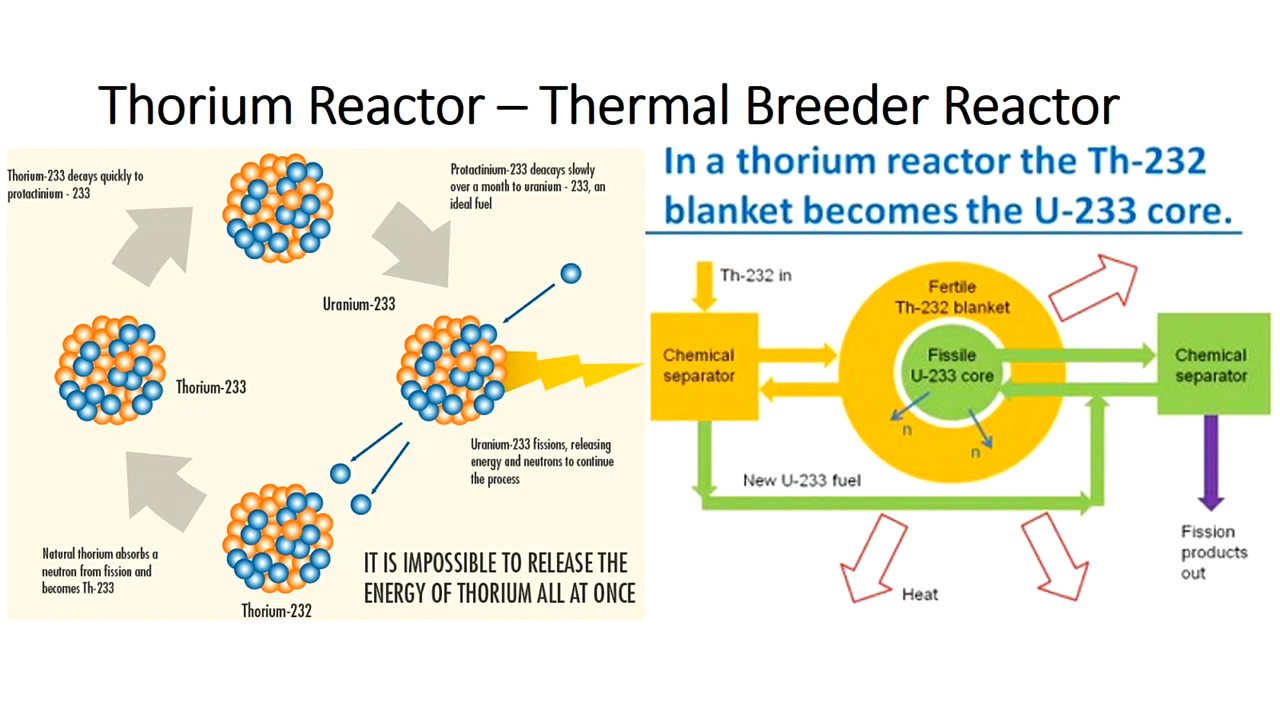 Thorium Reactor – Thermal Breeder Reactor
Thorium-233 decays quickly to
protactinium - 233
Protactinium-233 deacays slowly
over a month to uranium - 233, an
ideal fuel
Uranium-233
Thorium-233
Uranium-233 fissions, releasing
energy and neutrons to continue
the process
Natural thorium absorbs a
neutron from fission and
becomes Th-233
Thorium-232
IT IS IMPOSSIBLE TO RELEASE THE
ENERGY OF THORIUM ALL AT ONCE
In a thorium reactor the Th-232
blanket becomes the U-233 core.
Th-232 in
Fertile
Th-232 blanket
Chemical
separator
Fissile
U-233 core
Chemical
separator
n
n
New U-233 fuel
Fission
products
out
Heat